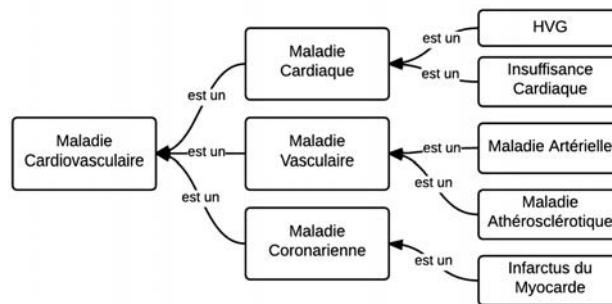 HVG
est un
Maladie
Cardiaque
est un
Insuffisance
Cardiaque
est un
Maladie
Cardiovasculaire
est un
Maladie
Vasculaire
est un
Maladie Artérielle
est un
Maladie
Athérosclérotique
est un
Maladie
Coronarienne
est un
Infarctus du
Myocarde